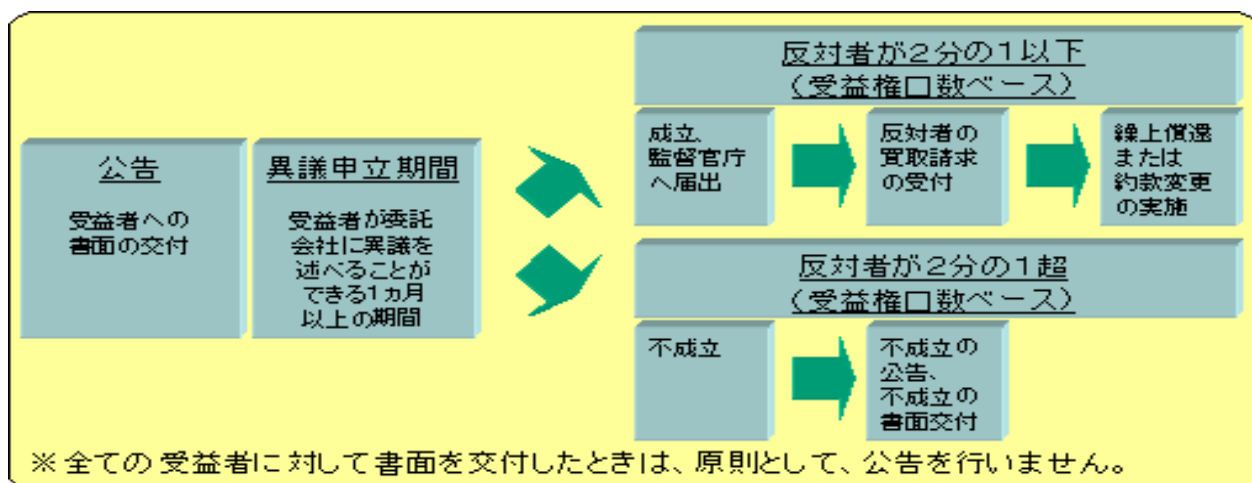 公告
受益者への
書面の交付
異議申立期間
受益者が委託
会社に異議を
述べることが
できる1ヵ月
以上の期間
反対者が2分の1以下
(受益権口数ベース)
成立、
監督官庁
へ届出
反対者の
買取請求
の受付
繰上償還
または
約款変更
の実施
反対者が2分の1超
(受益権口数ベース)
不成立
不成立の
公告、
不成立の
書面交付
※全ての受益者に対して書面を交付したときは、原則として、公告を行いません。